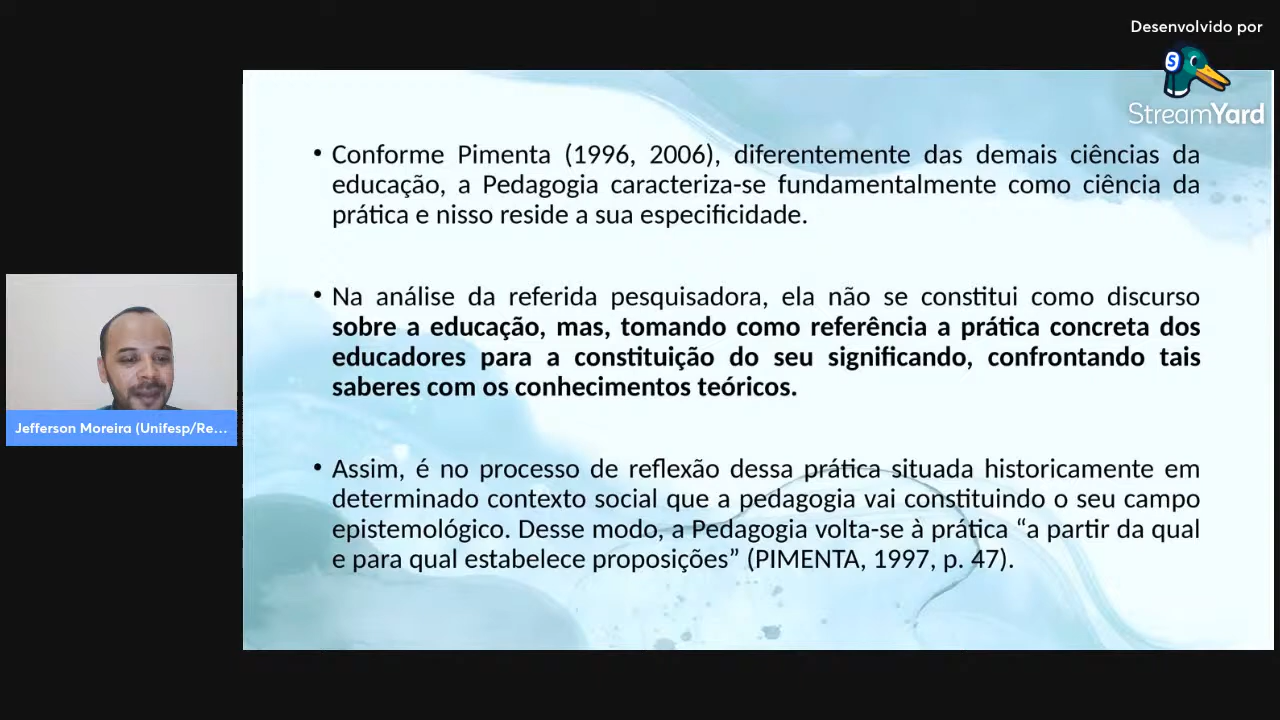 Desenvolvido por
S
StreamYard
• Conforme Pimenta (1996, 2006), diferentemente das demais ciências da
educação, a Pedagogia caracteriza-se fundamentalmente como ciência da
prática e nisso reside a sua especificidade.
• Na análise da referida pesquisadora, ela não se constitui como discurso
sobre a educação, mas, tomando como referência a prática concreta dos
educadores para a constituição do seu significando, confrontando tais
saberes com os conhecimentos teóricos.
• Assim, é no processo de reflexão dessa prática situada historicamente em
determinado contexto social que a pedagogia vai constituindo o seu campo
epistemológico. Desse modo, a Pedagogia volta-se à prática “a partir da qual
e para qual estabelece proposições” (PIMENTA, 1997, p. 47).
Jefferson Moreira (Unifesp/Re...